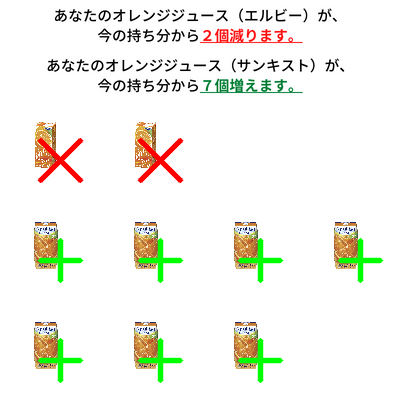 あなたのオレンジジュース（エルビー）が、
今の持ち分から２個減ります。
あなたのオレンジジュース（サンキスト）が、
今の持ち分から７個増えます。